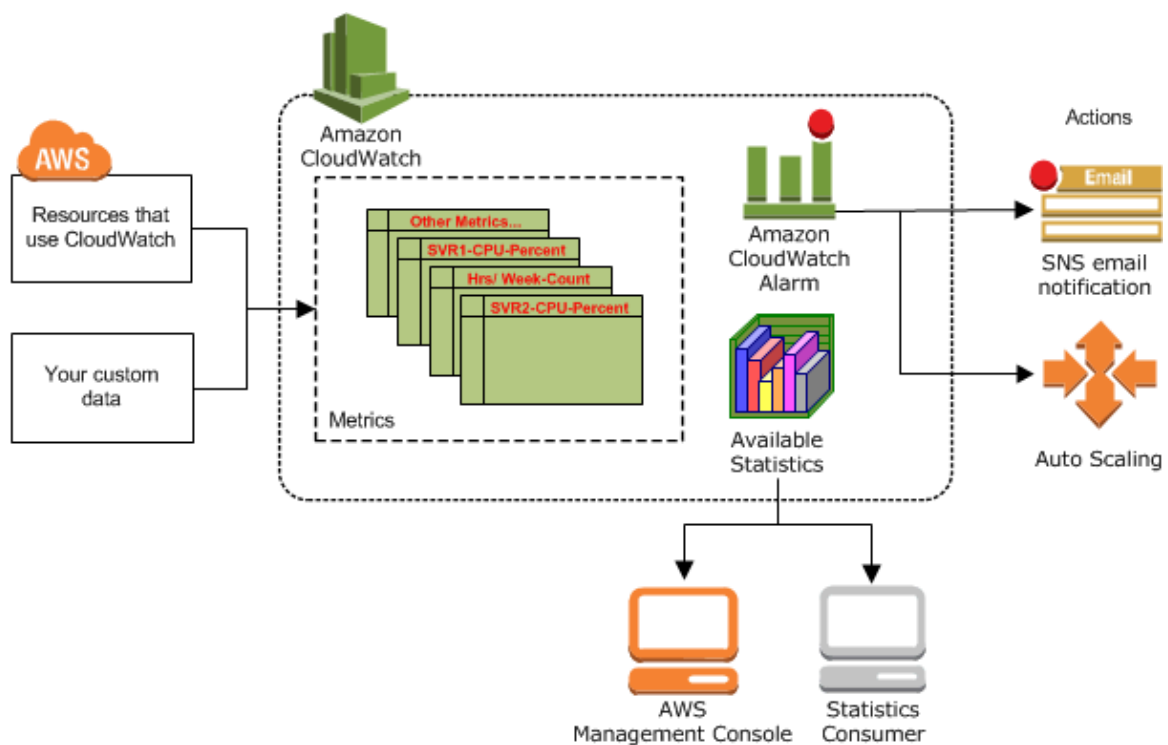 Amazon
CloudWatch
AWS
Resources that
use CloudWatch
Your custom
data
Other Metrics...
SVR1-CPU-Percent
Hrs/ Week-Count
SVR2-CPU-Percent
Metrics
Amazon
CloudWatch
Alarm
Available
Statistics
Actions
Email
SNS email
notification
Auto Scaling
AWS
Management Console
Statistics
Consumer